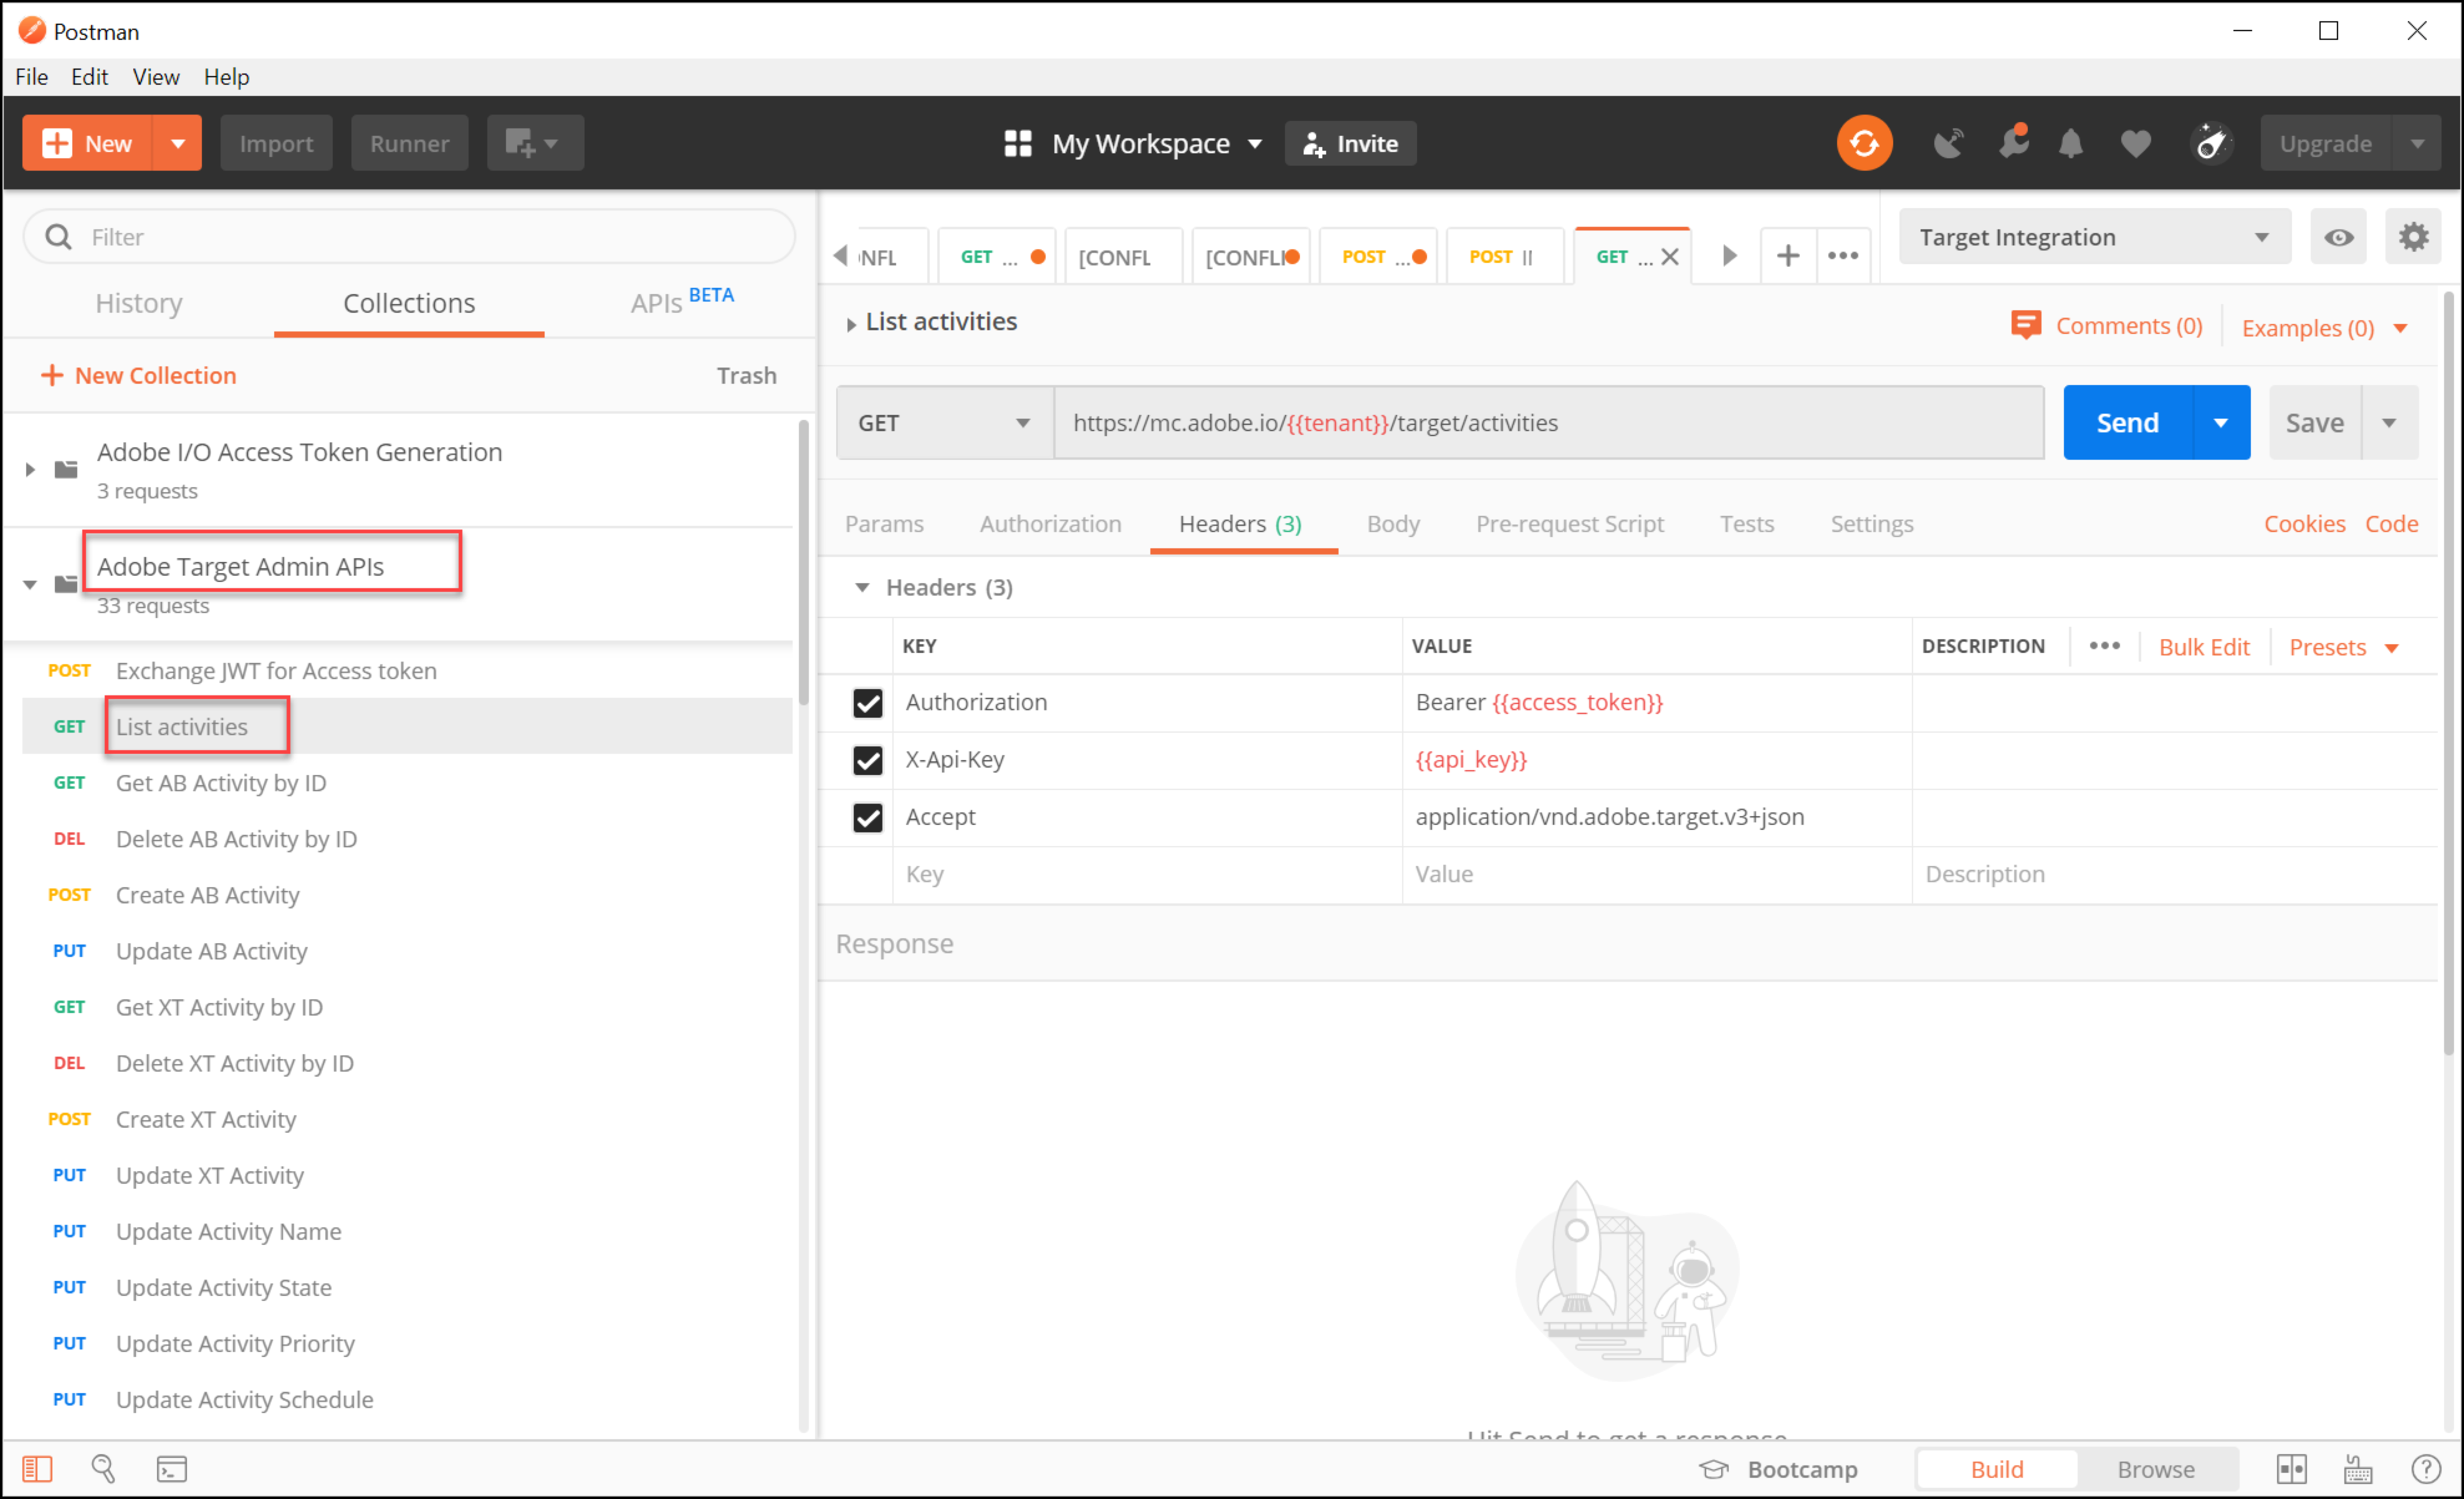 Postman
File Edit View Help
New Import Runner My Workspace Invite Upgrade
Filter
History Collections APIs BETA
New Collection Trash
Adobe I/O Access Token Generation
3 requests
Adobe Target Admin APIs
33 requests
POST Exchange JWT for Access token
GET List activities
GET Get AB Activity by ID
DEL Delete AB Activity by ID
POST Create AB Activity
PUT Update AB Activity
GET Get XT Activity by ID
DEL Delete XT Activity by ID
POST Create XT Activity
PUT Update XT Activity
PUT Update Activity Name
PUT Update Activity State
PUT Update Activity Priority
PUT Update Activity Schedule
GET ... [CONFL [CONFLI POST ... POST GET ... Target Integration
List activities Comments (0) Examples (0)
GET https://mc.adobe.io/{{tenant}}/target/activities Send Save
Params Authorization Headers (3) Body Pre-request Script Tests Settings Cookies Code
Headers (3)
KEY VALUE DESCRIPTION ••• Bulk Edit Presets
Authorization Bearer {{access_token}}
X-Api-Key {{api_key}}
Accept application/vnd.adobe.target.v3+json
Key Value Description
Response
Hit Send to get a response
Bootcamp Build Browse